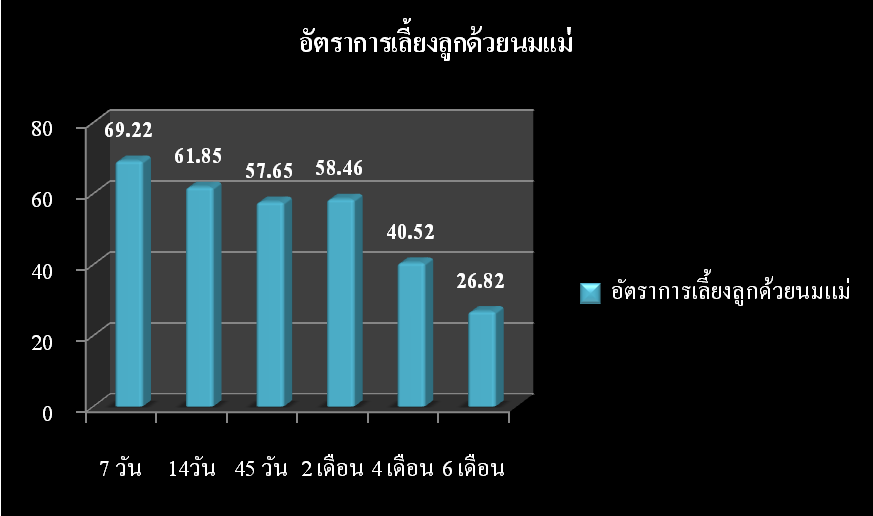 อัตราการเลี้ยงลูกด้วยนมแม่
80
60
40
20
0
69.22
61.85
57.65
58.46
40.52
26.82
7 วัน
14วัน
45 วัน
2 เดือน
4 เดือน
6 เดือน
อัตราการเลี้ยงลูกด้วยนมแม่